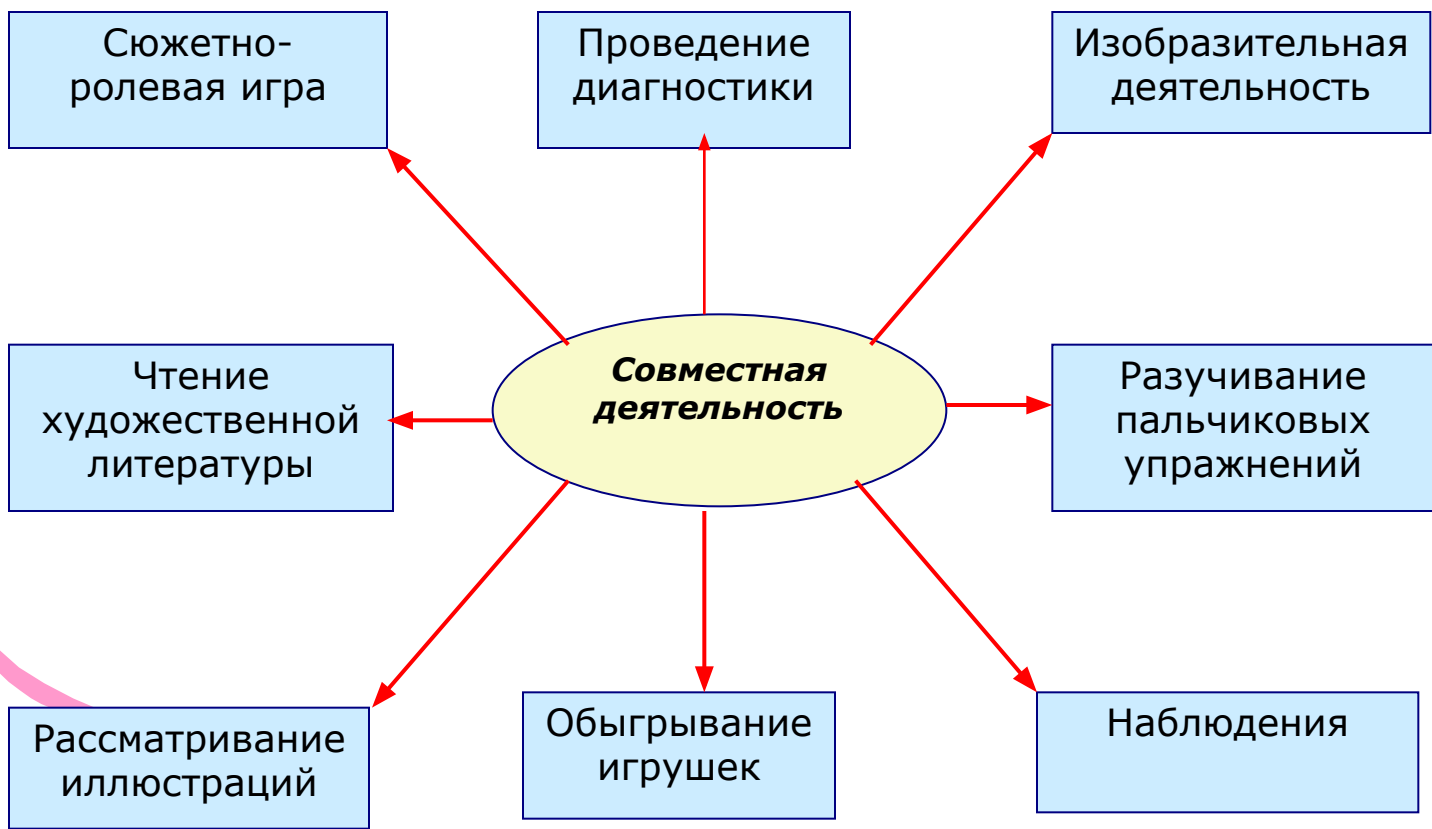 Сюжетно-
ролевая игра
Проведение
диагностики
Изобразительная
деятельность
Чтение
художественной
литературы
Совместная
деятельность
Разучивание
пальчиковых
упражнений
Рассматривание
иллюстраций
Обыгрывание
игрушек
Наблюдения